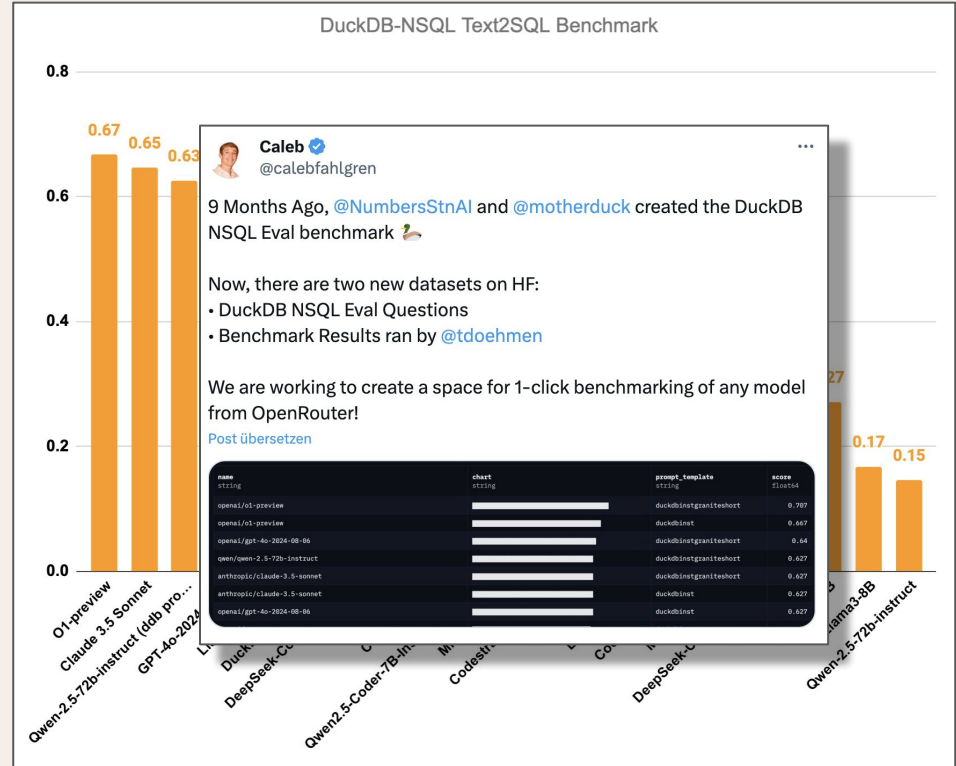 DuckDB-NSQL Text2SQL Benchmark
0.8
0.6
0.4
0.2
0.0
0.67
0.65
0.63
27
0.17
0.15
Caleb
@calebfahlgren
9 Months Ago, @NumbersStnAI and @motherduck created the DuckDB
NSQL Eval benchmark 🦆
Now, there are two new datasets on HF:
• DuckDB NSQL Eval Questions
• Benchmark Results ran by @tdoehmen
We are working to create a space for 1-click benchmarking of any model
from OpenRouter!
Post übersetzen
name chart prompt_template score
string string string float64
openai/o1-preview duckdbinstgraniteshort 0.707
openai/o1-preview duckdbinst 0.667
openai/gpt-4o-2024-08-06 duckdbinstgraniteshort 0.64
qwen/qwen-2.5-72b-instruct duckdbinstgraniteshort 0.627
anthropic/claude-3.5-sonnet duckdbinstgraniteshort 0.627
anthropic/claude-3.5-sonnet duckdbinst 0.627
openai/gpt-4o-2024-08-06 duckdbinst 0.627
O1-preview
Claude 3.5 Sonnet
Qwen-2.5-72b-instruct (ddb pro...
GPT-4o-2024
Duck
DeepSeek-Co
Qwen2.5-Coder-7B-In
Codestr
DeepSeek-C
lama3-8B
Qwen-2.5-72b-instruct